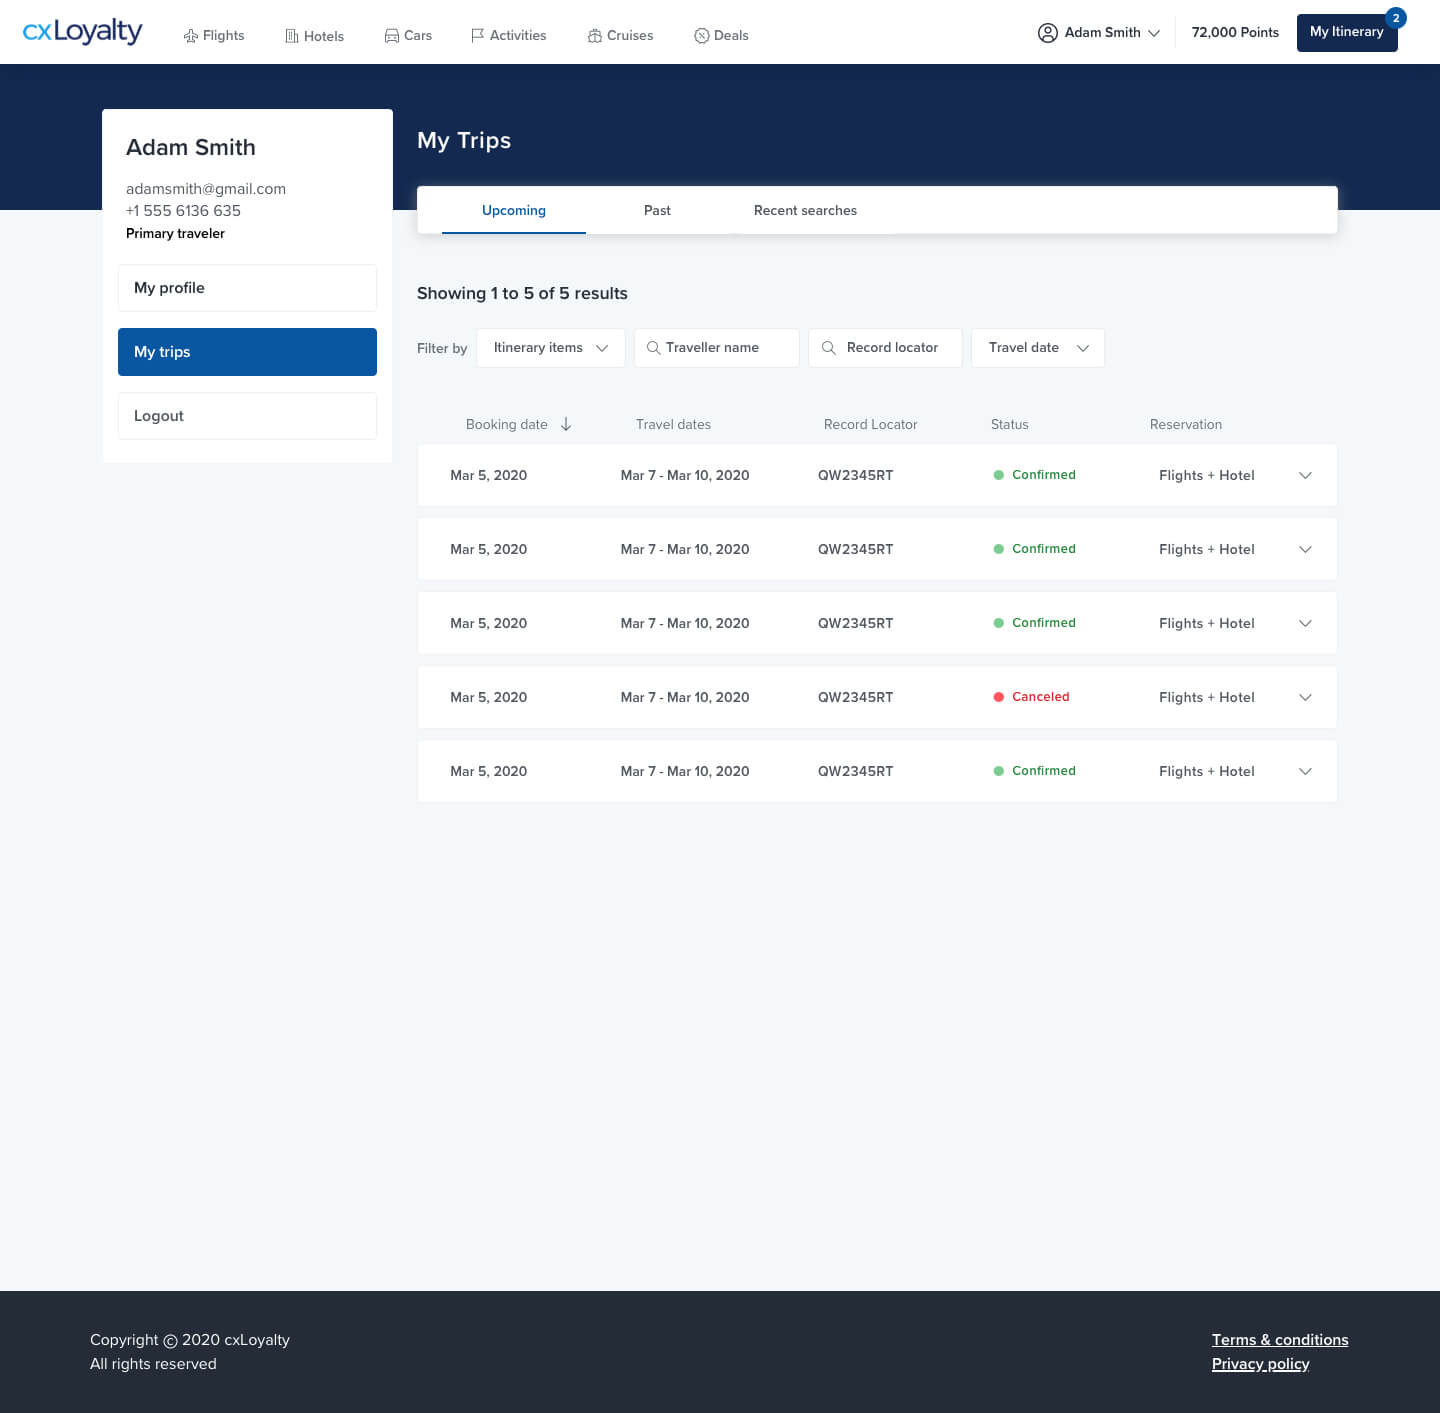 cxLoyalty
Flights
Hotels
Cars
Activities
Cruises
Deals
Adam Smith
72,000 Points
My Itinerary
2
Adam Smith
adamsmith@gmail.com
+1 555 6136 635
Primary traveler
My profile
My trips
Logout
My Trips
Upcoming
Past
Recent searches
Showing 1 to 5 of 5 results
Filter by
Itinerary items
Traveller name
Record locator
Travel date
Booking date
Travel dates
Record Locator
Status
Reservation
Mar 5, 2020
Mar 7 - Mar 10, 2020
QW2345RT
Confirmed
Flights + Hotel
Mar 5, 2020
Mar 7 - Mar 10, 2020
QW2345RT
Confirmed
Flights + Hotel
Mar 5, 2020
Mar 7 - Mar 10, 2020
QW2345RT
Confirmed
Flights + Hotel
Mar 5, 2020
Mar 7 - Mar 10, 2020
QW2345RT
Canceled
Flights + Hotel
Mar 5, 2020
Mar 7 - Mar 10, 2020
QW2345RT
Confirmed
Flights + Hotel
Copyright © 2020 cxLoyalty
All rights reserved
Terms & conditions
Privacy policy